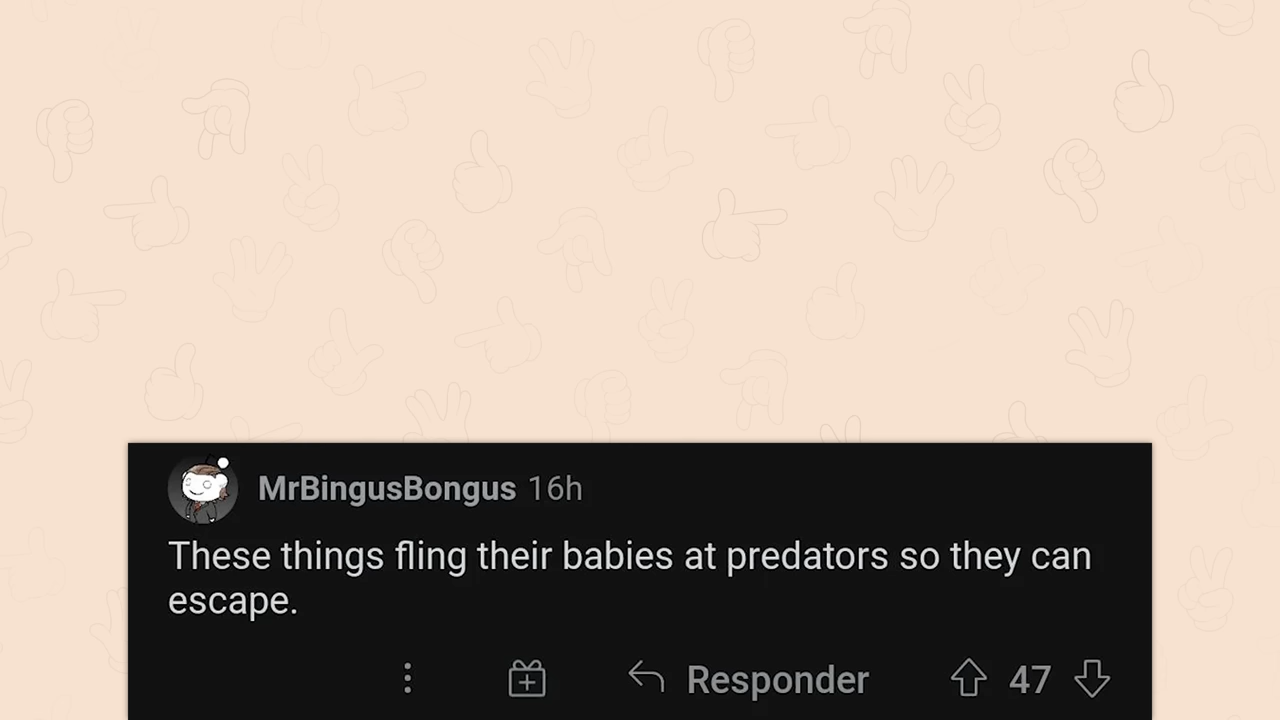 MrBingusBongus 16h
These things fling their babies at predators so they can
escape.
Responder 47